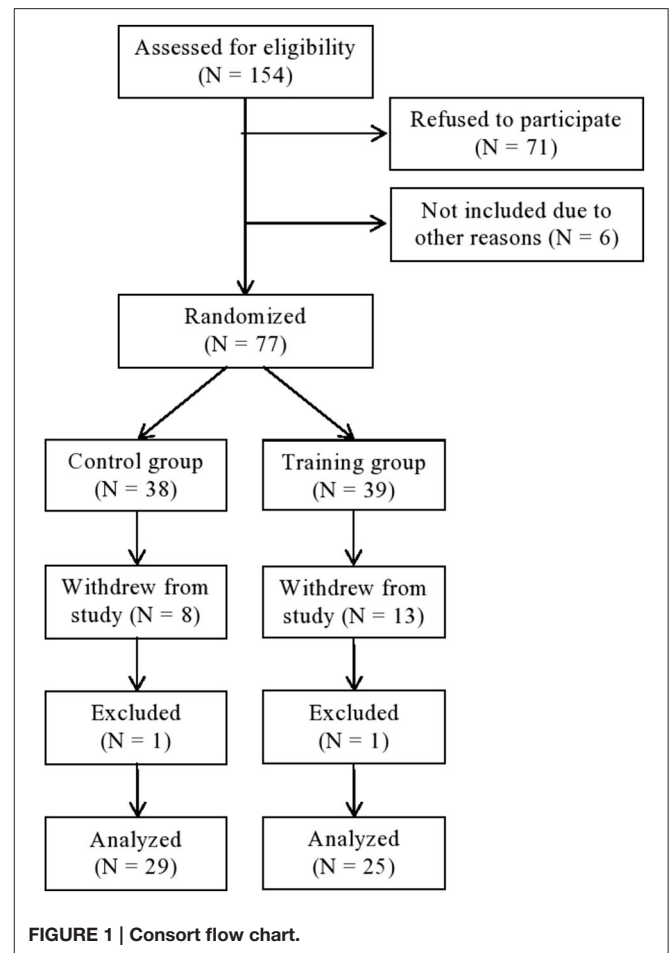 Assessed for eligibility
(N = 154)
Refused to participate
(N = 71)
Not included due to
other reasons (N = 6)
Randomized
(N = 77)
Control group
(N = 38)
Training group
(N = 39)
Withdrew from
study (N = 8)
Withdrew from
study (N = 13)
Excluded
(N = 1)
Excluded
(N = 1)
Analyzed
(N = 29)
Analyzed
(N = 25)
FIGURE 1 | Consort flow chart.